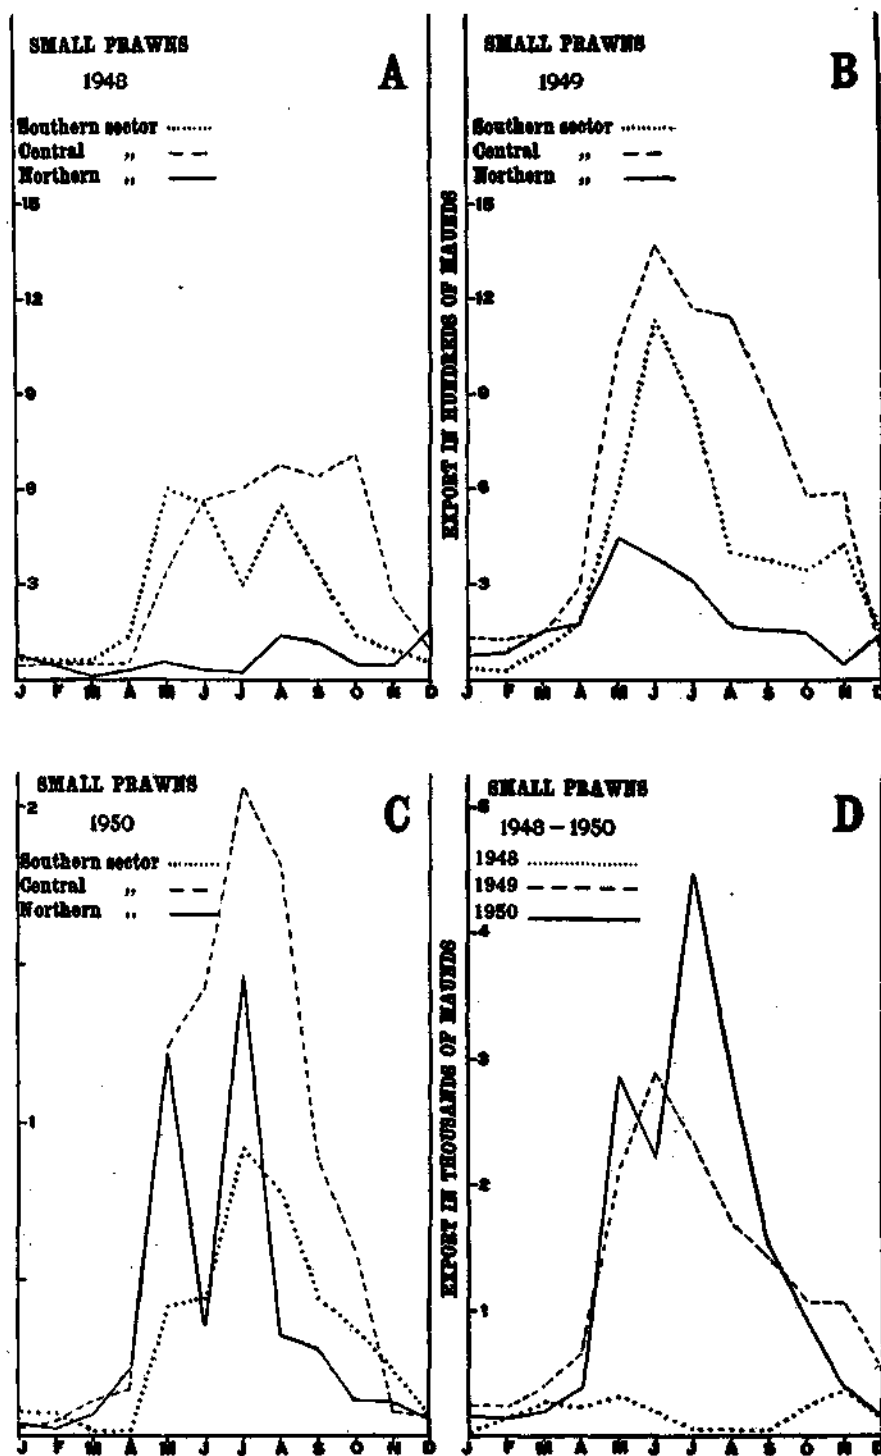 SMALL PRAWNS
1948
A
Southern sector
Central „
Northern „
15
12
9
6
3
J F M A M J J A S O N D
EXPORT IN HUNDREDS OF MAUNDS
SMALL PRAWNS
1949
B
Southern sector
Central „
Northern „
15
12
9
6
3
J F M A M J J A S O N D
SMALL PRAWNS
1950
C
Southern sector
Central „
Northern „
2
1
J F M A M J J A S O N D
EXPORT IN THOUSANDS OF MAUNDS
SMALL PRAWNS
1948 – 1950
D
1948
1949
1950
5
4
3
2
1
J F M A M J J A S O N D